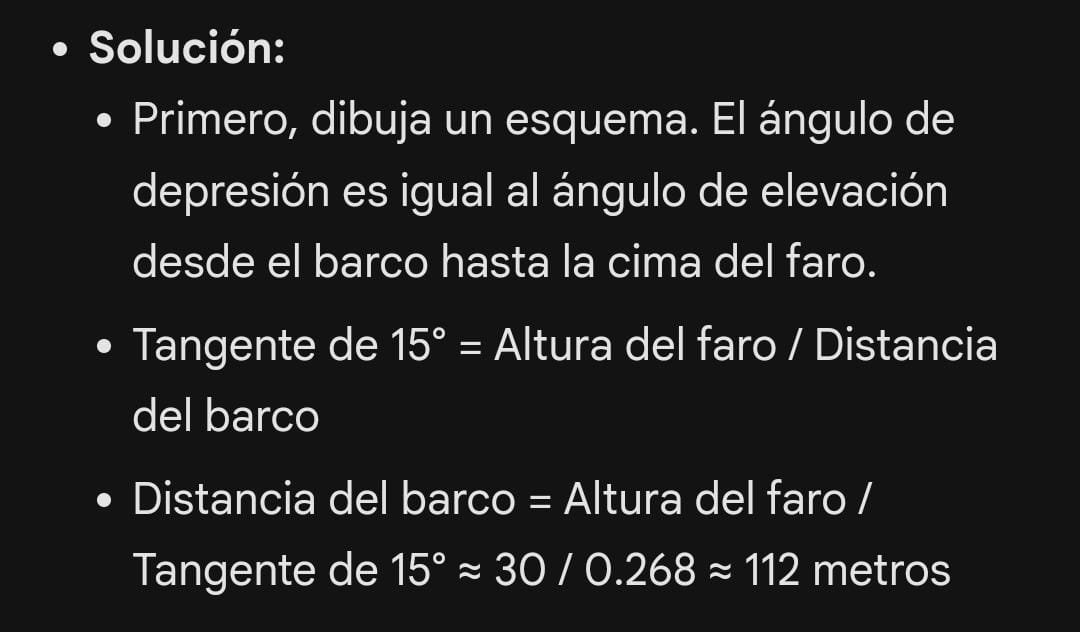 • Solución:
• Primero, dibuja un esquema. El ángulo de
depresión es igual al ángulo de elevación
desde el barco hasta la cima del faro.
• Tangente de 15° = Altura del faro / Distancia
del barco
• Distancia del barco = Altura del faro /
Tangente de 15° ≈ 30 / 0.268 ≈ 112 metros